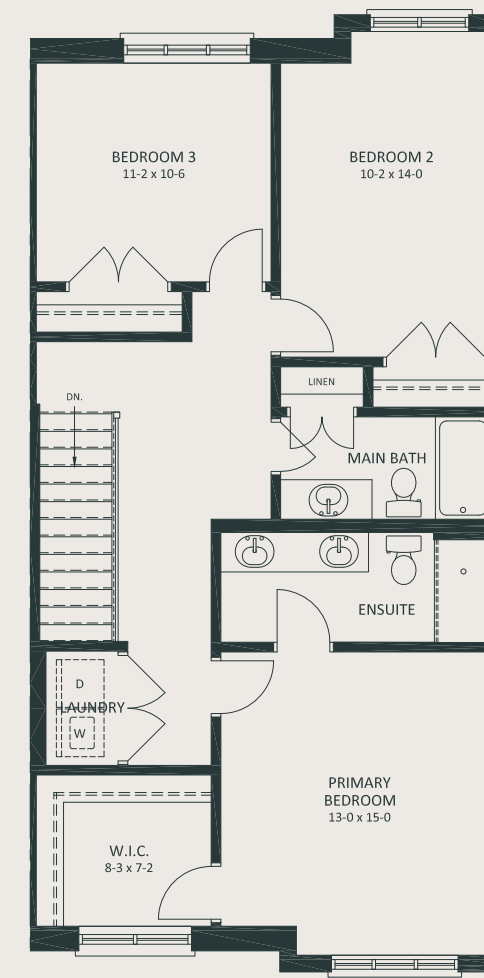 BEDROOM 3
11-2 x 10-6
BEDROOM 2
10-2 x 14-0
LINEN
DN.
MAIN BATH
ENSUITE
D
LAUNDRY
W
PRIMARY
BEDROOM
13-0 x 15-0
W.I.C.
8-3 x 7-2